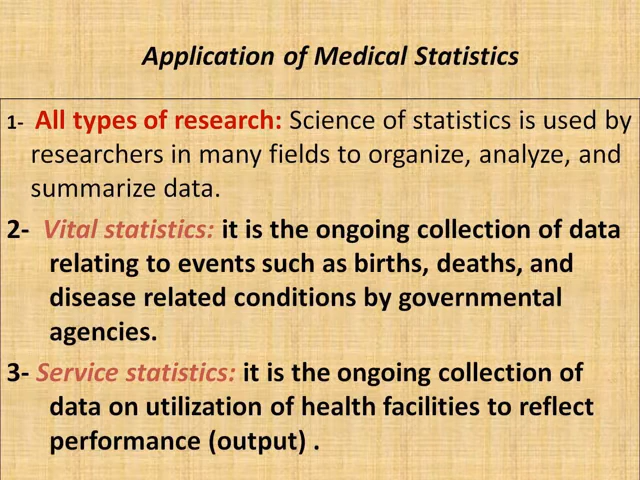 Application of Medical Statistics
1- All types of research: Science of statistics is used by
researchers in many fields to organize, analyze, and
summarize data.
2- Vital statistics: it is the ongoing collection of data
relating to events such as births, deaths, and
disease related conditions by governmental
agencies.
3- Service statistics: it is the ongoing collection of
data on utilization of health facilities to reflect
performance (output) .